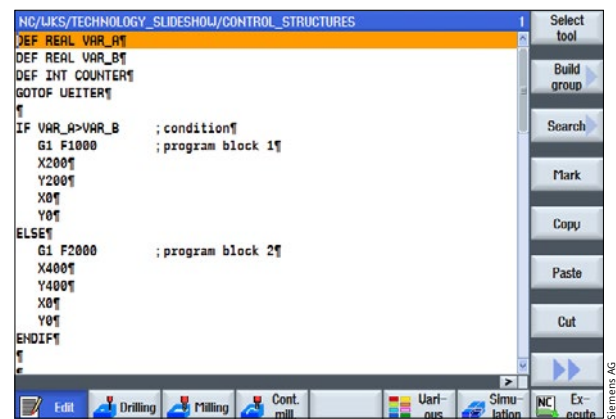 NC/WKS/TECHNOLOGY_SLIDESHOW/CONTROL_STRUCTURES 1
DEF REAL VAR_A¶
DEF REAL VAR_B¶
DEF INT COUNTER¶
GOTOF WEITER¶
¶
IF VAR_A>VAR_B ;condition¶
G1 F1000 ;program block 1¶
X200¶
Y200¶
X0¶
Y0¶
ELSE¶
G1 F2000 ;program block 2¶
X400¶
Y400¶
X0¶
Y0¶
ENDIF¶
¶
Select
tool
Build
group
Search
Mark
Copy
Paste
Cut
Edit
Drilling
Milling
Cont.
mill.
Vari-
ous
Simu-
lation
NC Ex-
ecute
Siemens AG